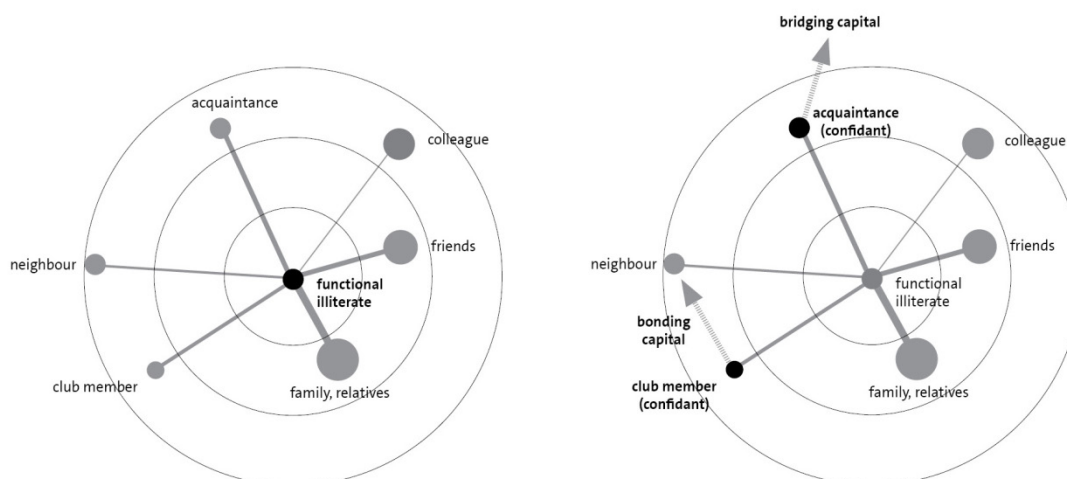 acquaintance
colleague
neighbour
friends
functional
illiterate
club member
family, relatives
bridging capital
acquaintance
(confidant)
colleague
neighbour
friends
functional
illiterate
bonding
capital
club member
(confidant)
family, relatives